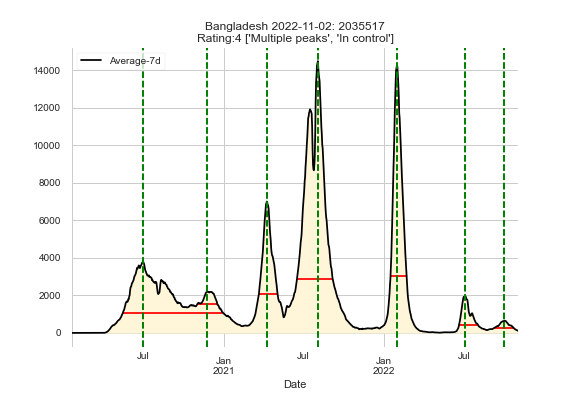 Bangladesh 2022-11-02: 2035517
Rating:4 ['Multiple peaks', 'In control']
Average-7d
14000
12000
10000
8000
6000
4000
2000
0
Jul
Jan
2021
Jul
Jan
2022
Jul
Date